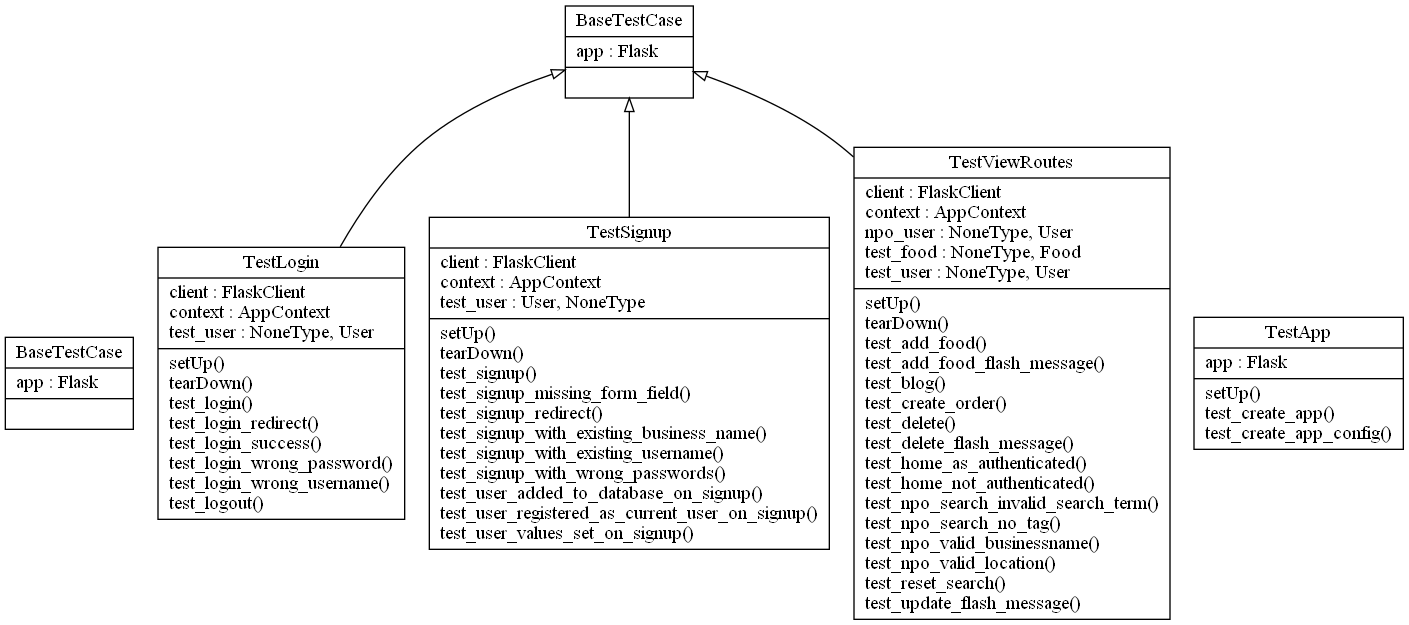 BaseTestCase
app : Flask
BaseTestCase
app : Flask
TestLogin
client : FlaskClient
context : AppContext
test_user : NoneType, User
setUp()
tearDown()
test_login()
test_login_redirect()
test_login_success()
test_login_wrong_password()
test_login_wrong_username()
test_logout()
TestSignup
client : FlaskClient
context : AppContext
test_user : User, NoneType
setUp()
tearDown()
test_signup()
test_signup_missing_form_field()
test_signup_redirect()
test_signup_with_existing_business_name()
test_signup_with_existing_username()
test_signup_with_wrong_passwords()
test_user_added_to_database_on_signup()
test_user_registered_as_current_user_on_signup()
test_user_values_set_on_signup()
TestViewRoutes
client : FlaskClient
context : AppContext
npo_user : NoneType, User
test_food : NoneType, Food
test_user : NoneType, User
setUp()
tearDown()
test_add_food()
test_add_food_flash_message()
test_blog()
test_create_order()
test_delete()
test_delete_flash_message()
test_home_as_authenticated()
test_home_not_authenticated()
test_npo_search_invalid_search_term()
test_npo_search_no_tag()
test_npo_valid_businessname()
test_npo_valid_location()
test_reset_search()
test_update_flash_message()
TestApp
app : Flask
setUp()
test_create_app()
test_create_app_config()